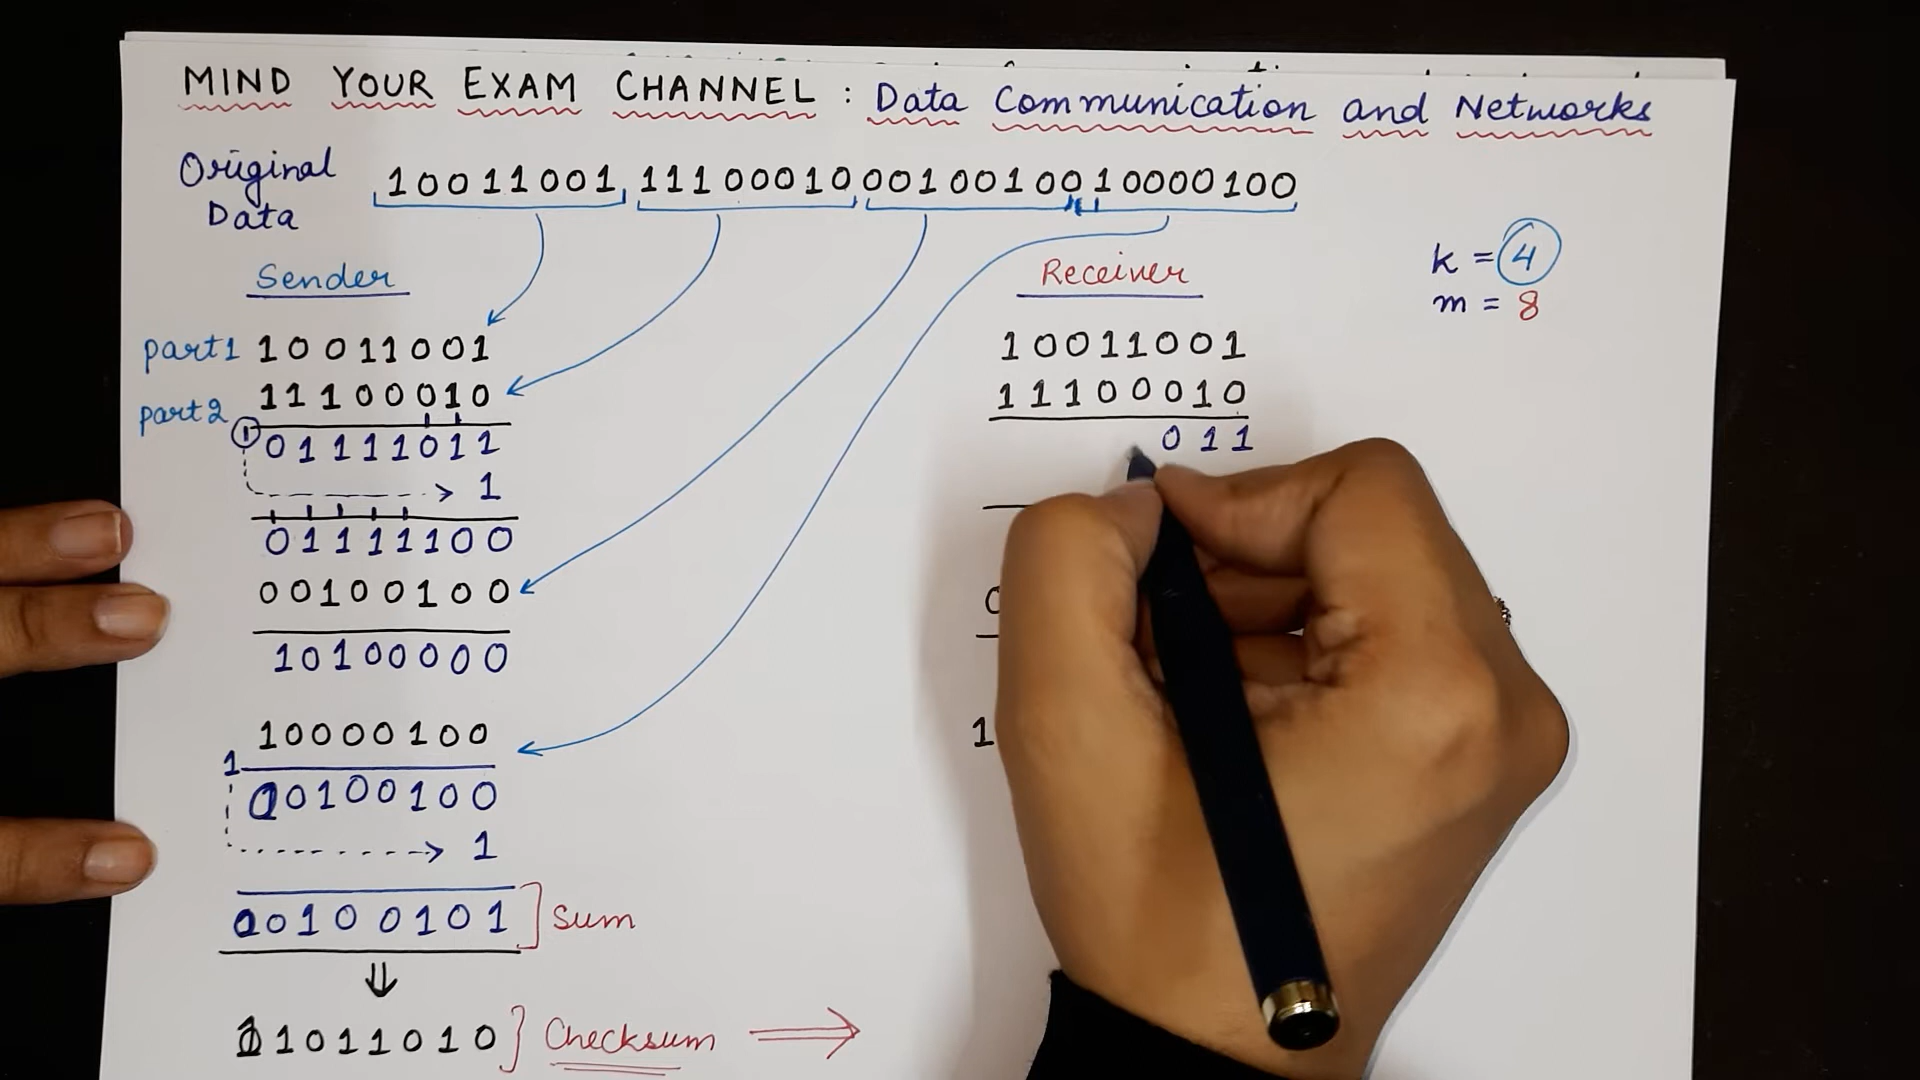 MIND YOUR EXAM CHANNEL : Data Communication and Networks
Original Data
10011001 11100010 00100100 10000100
Sender
part1 10011001
part2 11100010
1 01111011
1
01111100
00100100
10100000
10000100
1
00100100
1
00100101 Sum
⇓
11011010 Checksum ⇒
Receiver
10011001
11100010
011
0
1
k = 4
m = 8